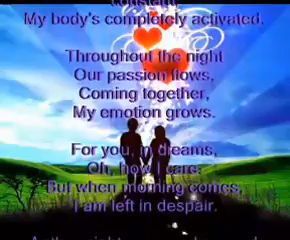 constant
My body's completely activated.
Throughout the night
Our passion flows,
Coming together,
My emotion grows.
For you, in dreams,
Oh, how I care.
But when morning comes,
I am left in despair.